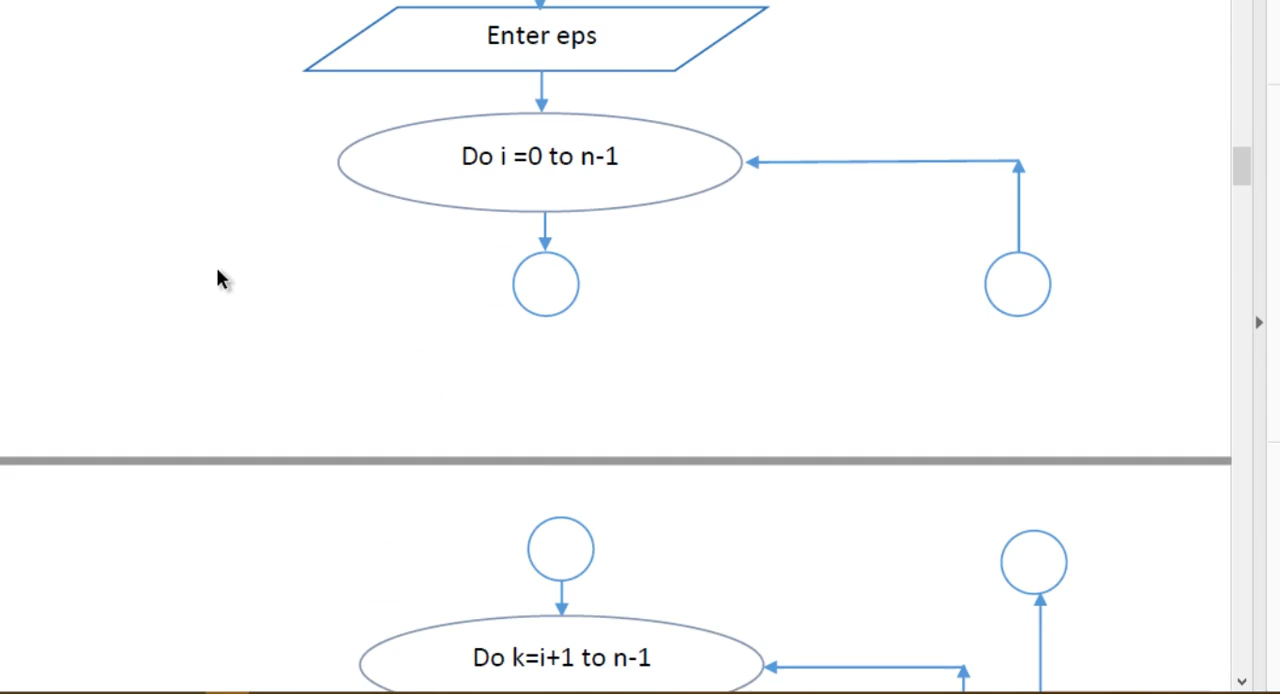 Enter eps
Do i =0 to n-1
Do k=i+1 to n-1